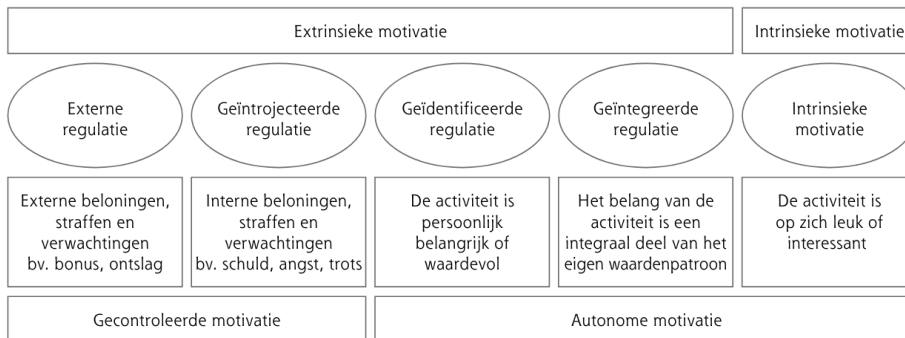 Extrinsieke motivatie
Intrinsieke motivatie
Externe
regulatie
Geïntrojecteerde
regulatie
Geïdentificeerde
regulatie
Geïntegreerde
regulatie
Intrinsieke
motivatie
Externe beloningen,
straffen en
verwachtingen
bv. bonus, ontslag
Interne beloningen,
straffen en
verwachtingen
bv. schuld, angst, trots
De activiteit is
persoonlijk
belangrijk of
waardevol
Het belang van de
activiteit is een
integraal deel van het
eigen waardenpatroon
De activiteit is
op zich leuk of
interessant
Gecontroleerde motivatie
Autonome motivatie